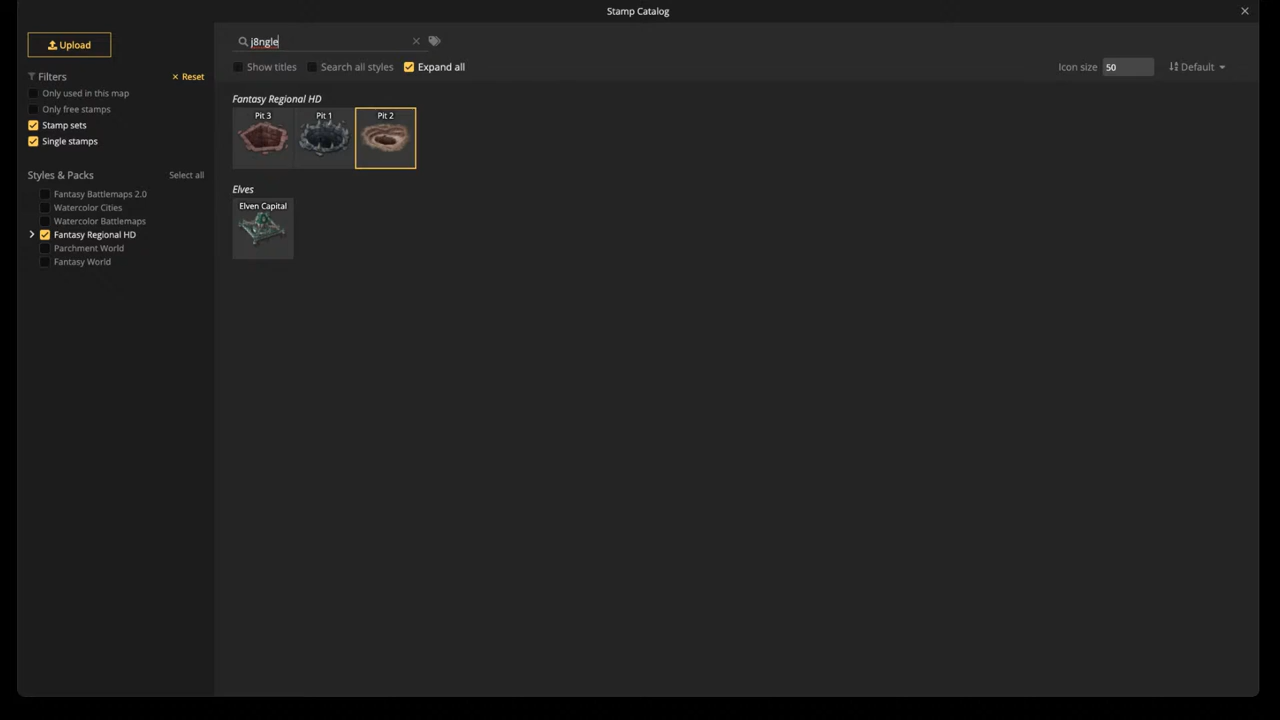 Stamp Catalog
Upload
j8ngle
Filters
Reset
Show titles
Search all styles
Expand all
Icon size
50
Default
Only used in this map
Only free stamps
Stamp sets
Single stamps
Fantasy Regional HD
Pit 3
Pit 1
Pit 2
Styles & Packs
Select all
Fantasy Battlemaps 2.0
Watercolor Cities
Watercolor Battlemaps
Fantasy Regional HD
Parchment World
Fantasy World
Elves
Elven Capital